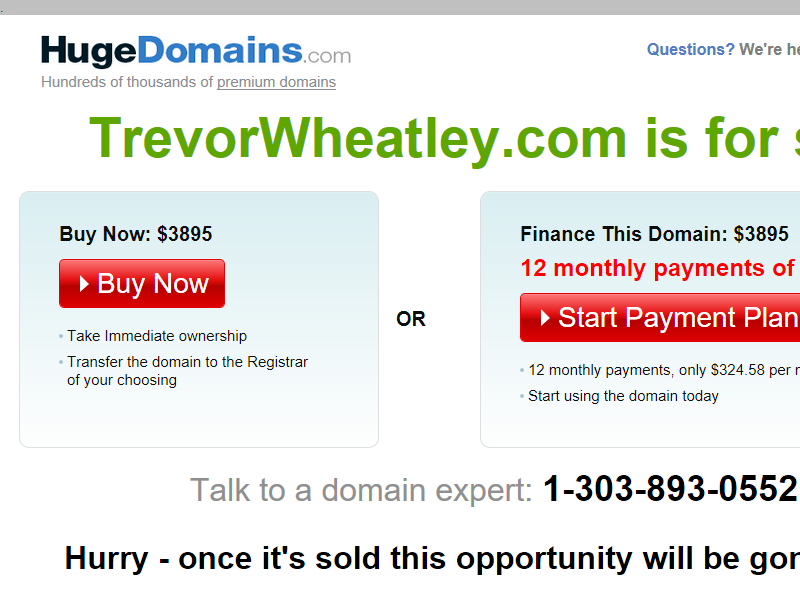 HugeDomains.com
Questions? We're he
Hundreds of thousands of premium domains
TrevorWheatley.com is for s
Buy Now: $3895
Buy Now
Take Immediate ownership
Transfer the domain to the Registrar
of your choosing
OR
Finance This Domain: $3895
12 monthly payments of
Start Payment Plan
12 monthly payments, only $324.58 per m
Start using the domain today
Talk to a domain expert: 1-303-893-0552
Hurry - once it's sold this opportunity will be gon